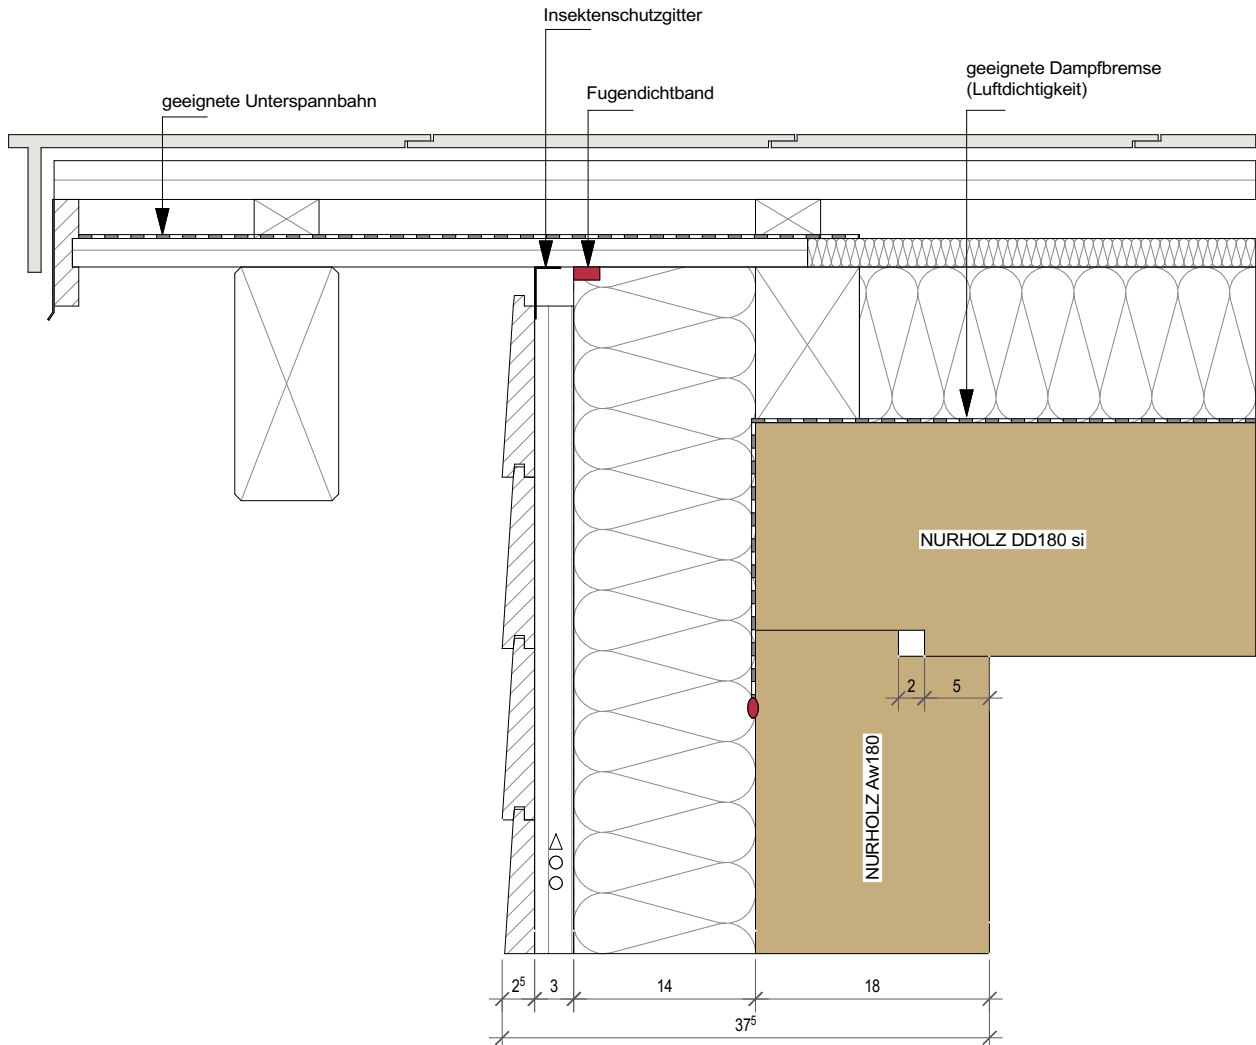 Insektenschutzgitter
geeignete Dampfbremse
(Luftdichtigkeit)
Fugendichtband
geeignete Unterspannbahn
NURHOLZ DD180 si
2 5
NURHOLZ Aw180
2⁵ 3 14 18
37⁵